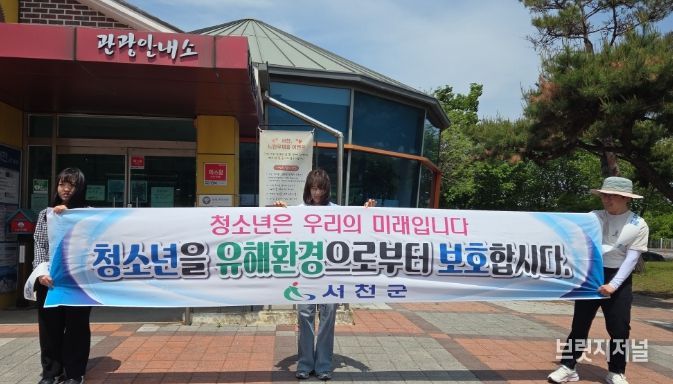 관광안내소
청소년은 우리의 미래입니다
청소년을 유해환경으로부터 보호합시다.
서천군
브릿지저널